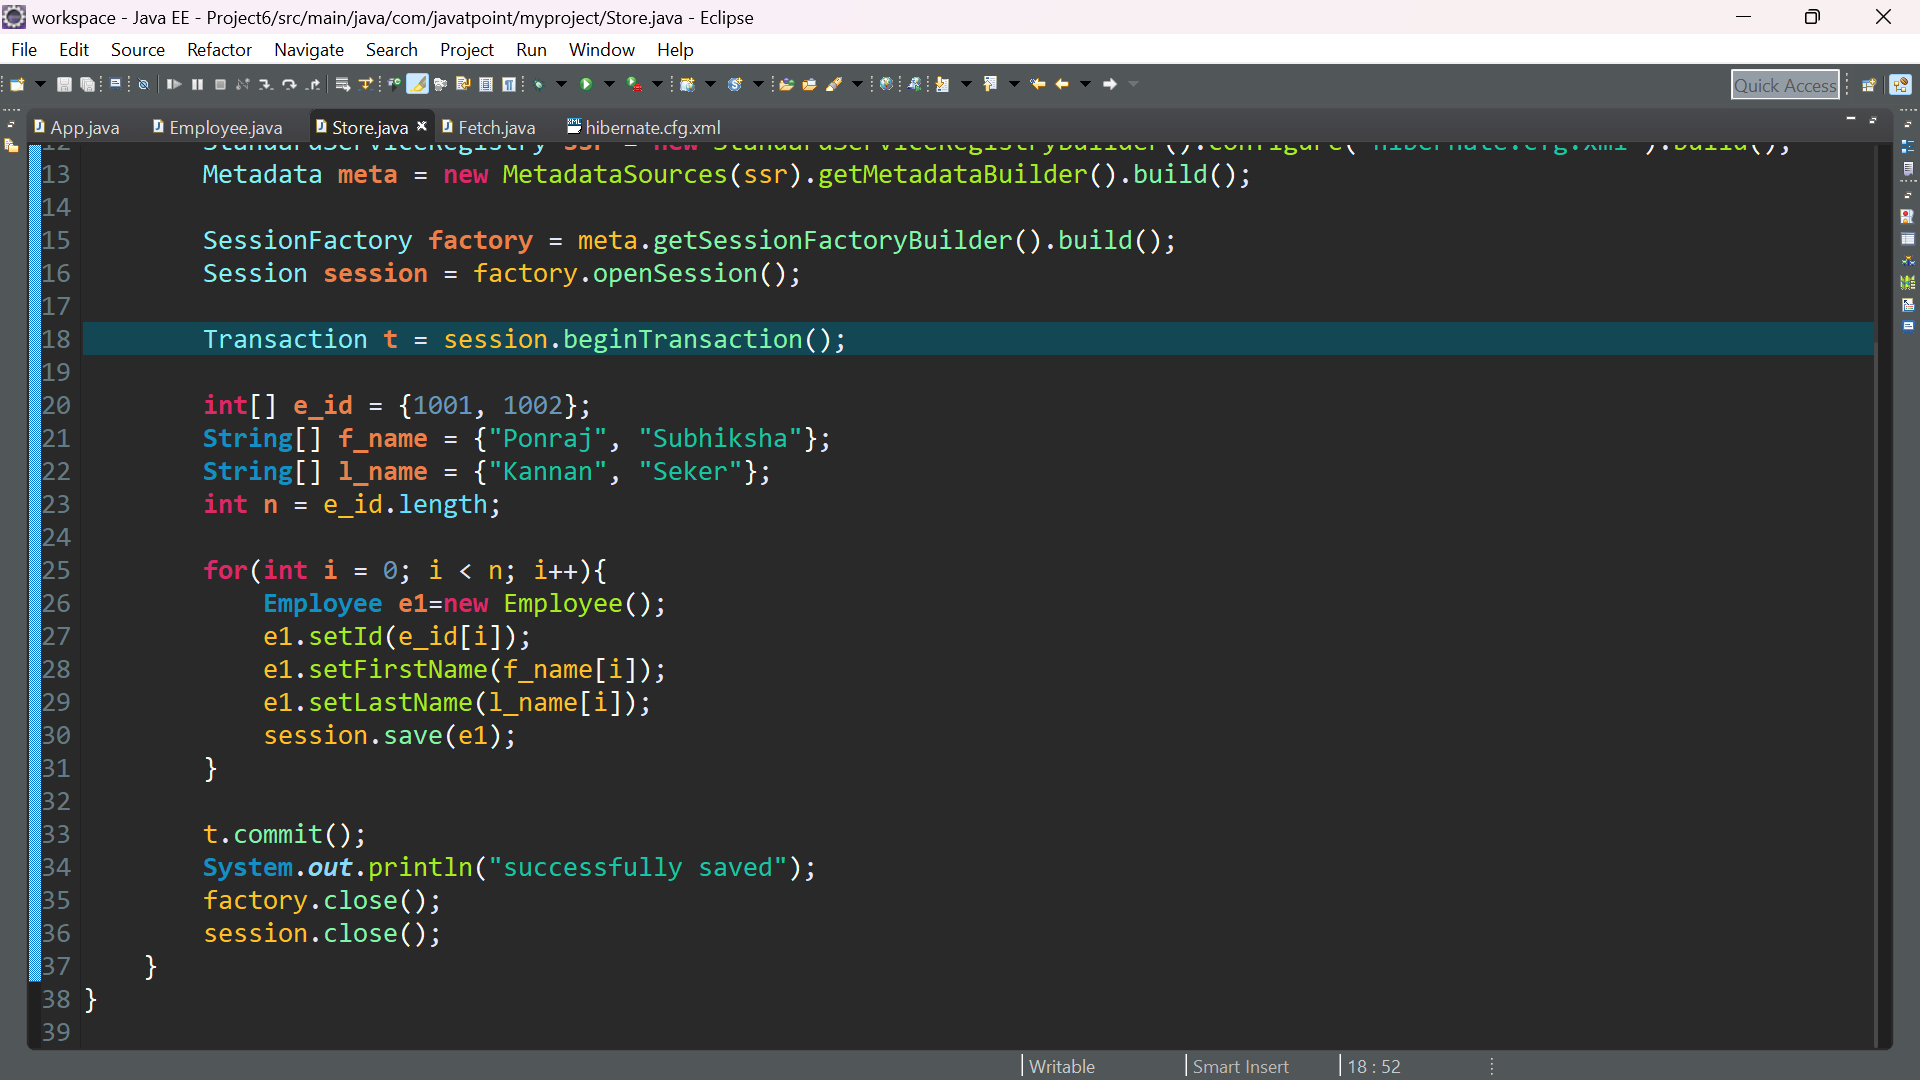 workspace - Java EE - Project6/src/main/java/com/javatpoint/myproject/Store.java - Eclipse
File Edit Source Refactor Navigate Search Project Run Window Help
Quick Access
App.java Employee.java Store.java Fetch.java hibernate.cfg.xml
13 Metadata meta = new MetadataSources(ssr).getMetadataBuilder().build();
14
15 SessionFactory factory = meta.getSessionFactoryBuilder().build();
16 Session session = factory.openSession();
17
18 Transaction t = session.beginTransaction();
19
20 int[] e_id = {1001, 1002};
21 String[] f_name = {"Ponraj", "Subhiksha"};
22 String[] l_name = {"Kannan", "Seker"};
23 int n = e_id.length;
24
25 for(int i = 0; i < n; i++){
26 Employee e1=new Employee();
27 e1.setId(e_id[i]);
28 e1.setFirstName(f_name[i]);
29 e1.setLastName(l_name[i]);
30 session.save(e1);
31 }
32
33 t.commit();
34 System.out.println("successfully saved");
35 factory.close();
36 session.close();
37 }
38 }
39
Writable Smart Insert 18 : 52